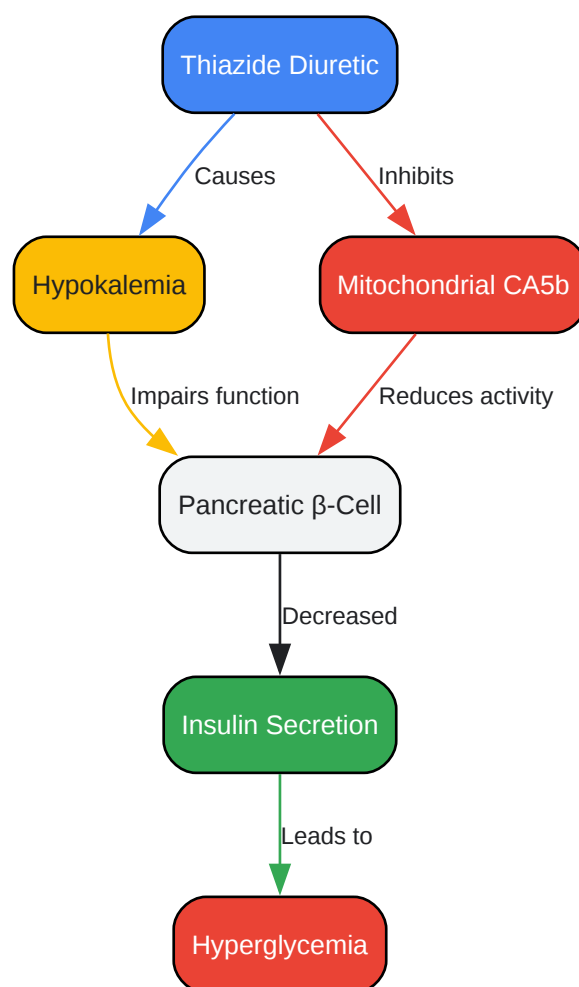 Thiazide Diuretic
Causes
Inhibits
Hypokalemia
Mitochondrial CA5b
Impairs function
Reduces activity
Pancreatic β-Cell
Decreased
Insulin Secretion
Leads to
Hyperglycemia